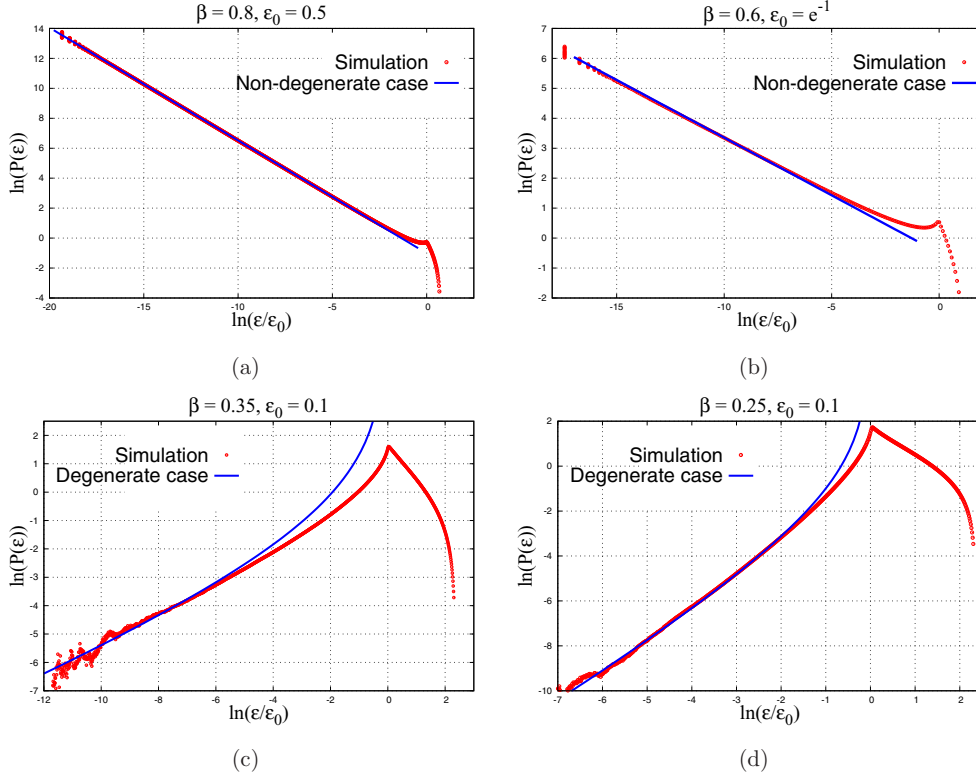 β = 0.8, ε₀ = 0.5
14
12
10
8
6
4
2
0
-2
-4
-20
-15
-10
-5
0
ln(P(ε))
ln(ε/ε₀)
Simulation
Non-degenerate case
(a)
β = 0.6, ε₀ = e⁻¹
7
6
5
4
3
2
1
0
-1
-2
-15
-10
-5
0
ln(P(ε))
ln(ε/ε₀)
Simulation
Non-degenerate case
(b)
β = 0.35, ε₀ = 0.1
2
1
0
-1
-2
-3
-4
-5
-6
-7
-12
-10
-8
-6
-4
-2
0
2
ln(P(ε))
ln(ε/ε₀)
Simulation
Degenerate case
(c)
β = 0.25, ε₀ = 0.1
2
0
-2
-4
-6
-8
-10
-7
-6
-5
-4
-3
-2
-1
0
1
2
ln(P(ε))
ln(ε/ε₀)
Simulation
Degenerate case
(d)